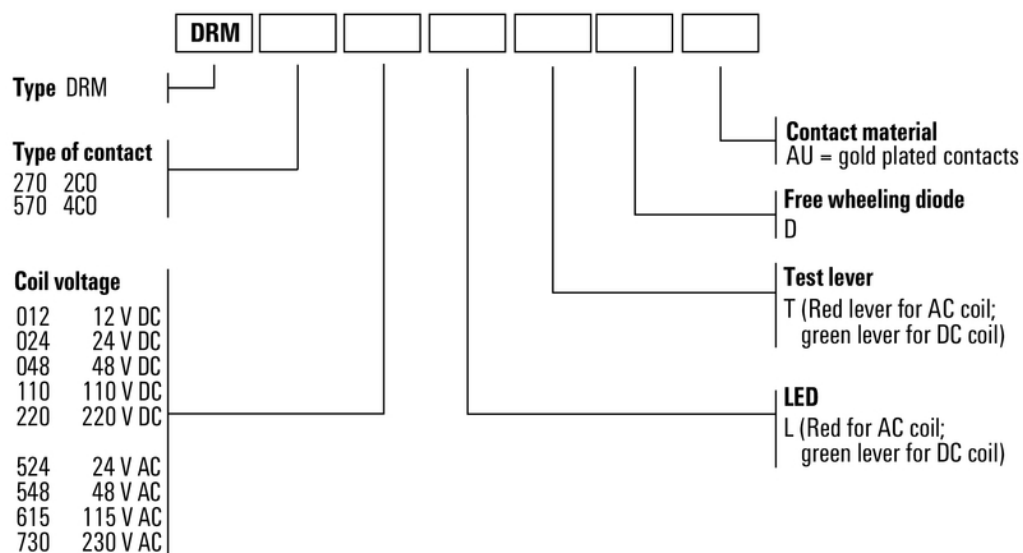 DRM
Type DRM
Type of contact
270 2CO
570 4CO
Coil voltage
012 12 V DC
024 24 V DC
048 48 V DC
110 110 V DC
220 220 V DC
524 24 V AC
548 48 V AC
615 115 V AC
730 230 V AC
Contact material
AU = gold plated contacts
Free wheeling diode
D
Test lever
T (Red lever for AC coil;
green lever for DC coil)
LED
L (Red for AC coil;
green lever for DC coil)